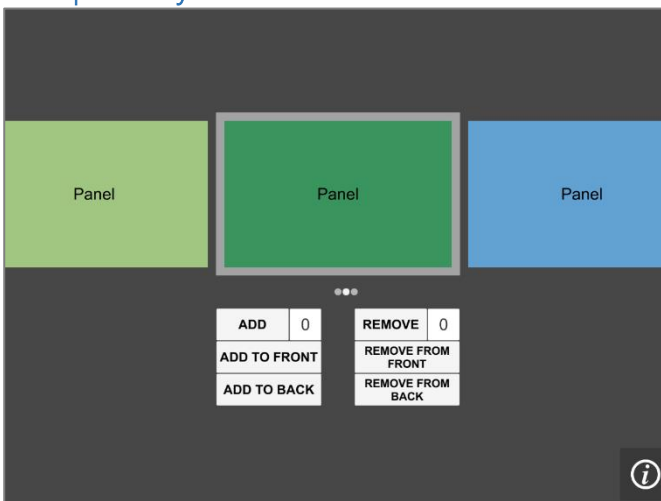 Panel
Panel
Panel
ADD 0
REMOVE 0
ADD TO FRONT
REMOVE FROM
FRONT
ADD TO BACK
REMOVE FROM
BACK
i